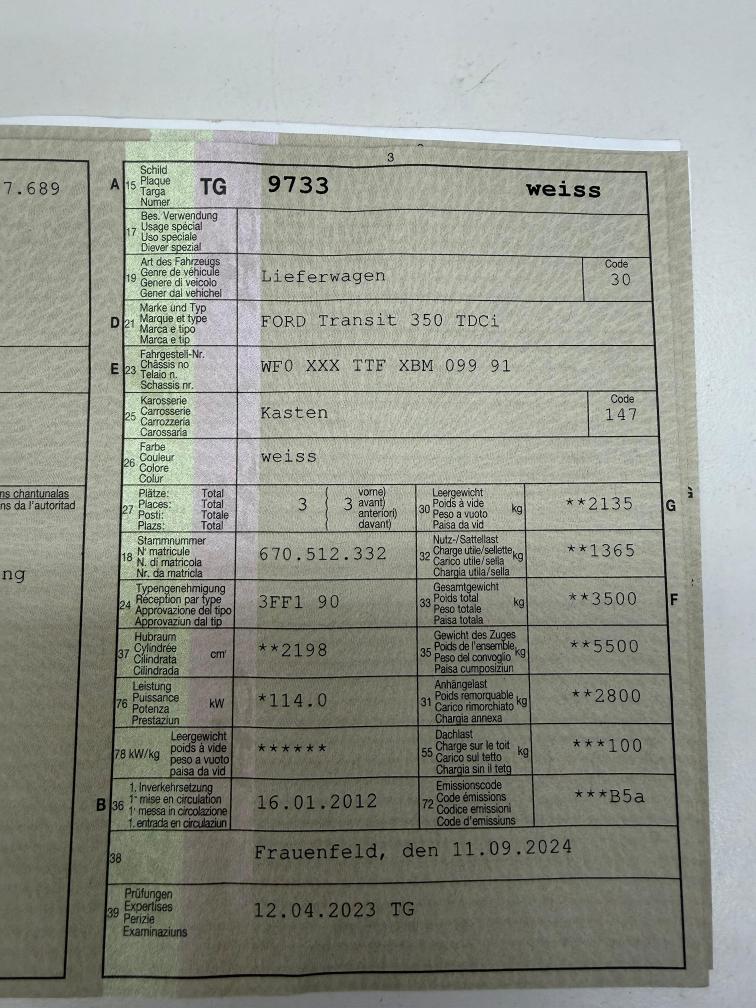 3
7.689
A 15 Schild
Plaque
Targa
Numer
TG 9733 weiss
17 Bes. Verwendung
Usage spécial
Uso speciale
Diever spezial
19 Art des Fahrzeugs
Genre de véhicule
Genere di veicolo
Gener dal vehichel
Lieferwagen
Code
30
D 21 Marke und Typ
Marque et type
Marca e tipo
Marca e tip
FORD Transit 350 TDCi
E 23 Fahrgestell-Nr.
Châssis no
Telaio n.
Schassis nr.
WF0 XXX TTF XBM 099 91
25 Karosserie
Carrosserie
Carrozzeria
Carossaria
Kasten
Code
147
26 Farbe
Couleur
Colore
Colur
weiss
ns chantunalas
ns da l'autoritad
ng
27 Plätze: Total
Places: Total
Posti: Totale
Plazs: Total
3 3 vorne)
avant)
anteriori)
davant)
30 Leergewicht
Poids à vide
Peso a vuoto
Paisa da vid
kg **2135 G
18 Stammnummer
N° matricule
N. di matricola
Nr. da matricla
670.512.332
32 Nutz-/Sattellast
Charge utile/sellette
Carico utile/sella
Chargia utila/sella
kg **1365
24 Typengenehmigung
Réception par type
Approvazione del tipo
Approvaziun dal tip
3FF1 90
33 Gesamtgewicht
Poids total
Peso totale
Paisa totala
kg **3500 F
37 Hubraum
Cylindrée
Cilindrata
Cilindrada
cm³ **2198
35 Gewicht des Zuges
Poids de l'ensemble
Peso del convoglio
Paisa cumposiziun
kg **5500
76 Leistung
Puissance
Potenza
Prestaziun
kW *114.0
31 Anhängelast
Poids remorquable
Carico rimorchiato
Chargia annexa
kg **2800
78 kW/kg Leergewicht
poids à vide
peso a vuoto
paisa da vid
******
55 Dachlast
Charge sur le toit
Carico sul tetto
Chargia sin il tetg
kg ***100
B 36 1. Inverkehrsetzung
1re mise en circulation
1a messa in circolazione
1. entrada en circulaziun
16.01.2012
72 Emissionscode
Code émissions
Codice emissioni
Code d'emissiuns
***B5a
38 Frauenfeld, den 11.09.2024
39 Prüfungen
Expertises
Perizie
Examinaziuns
12.04.2023 TG